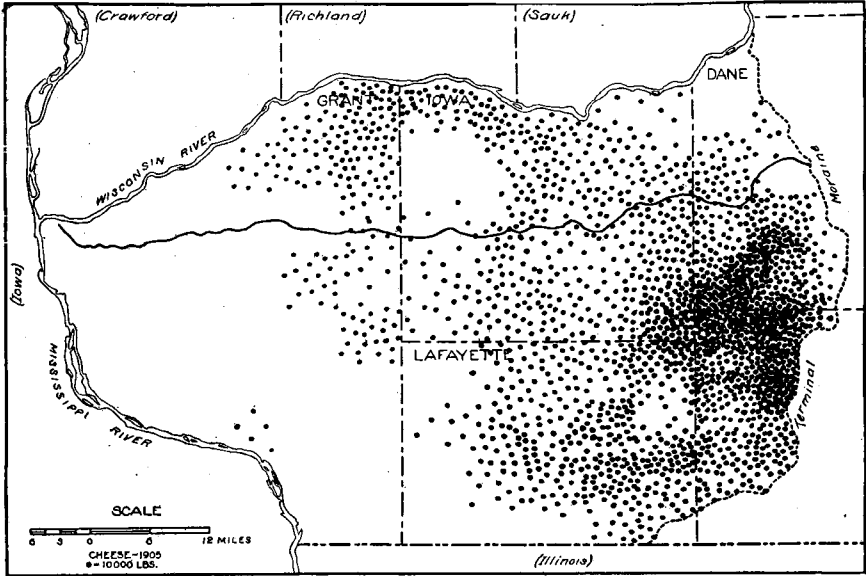 (Crawford)
(Richland)
(Sauk)
DANE
GRANT
IOWA
WISCONSIN RIVER
Moraine
(Iowa)
LAFAYETTE
MISSISSIPPI
RIVER
Terminal
SCALE
6 3 0 6 12 MILES
CHEESE-1905
•=10000 LBS.
(Illinois)